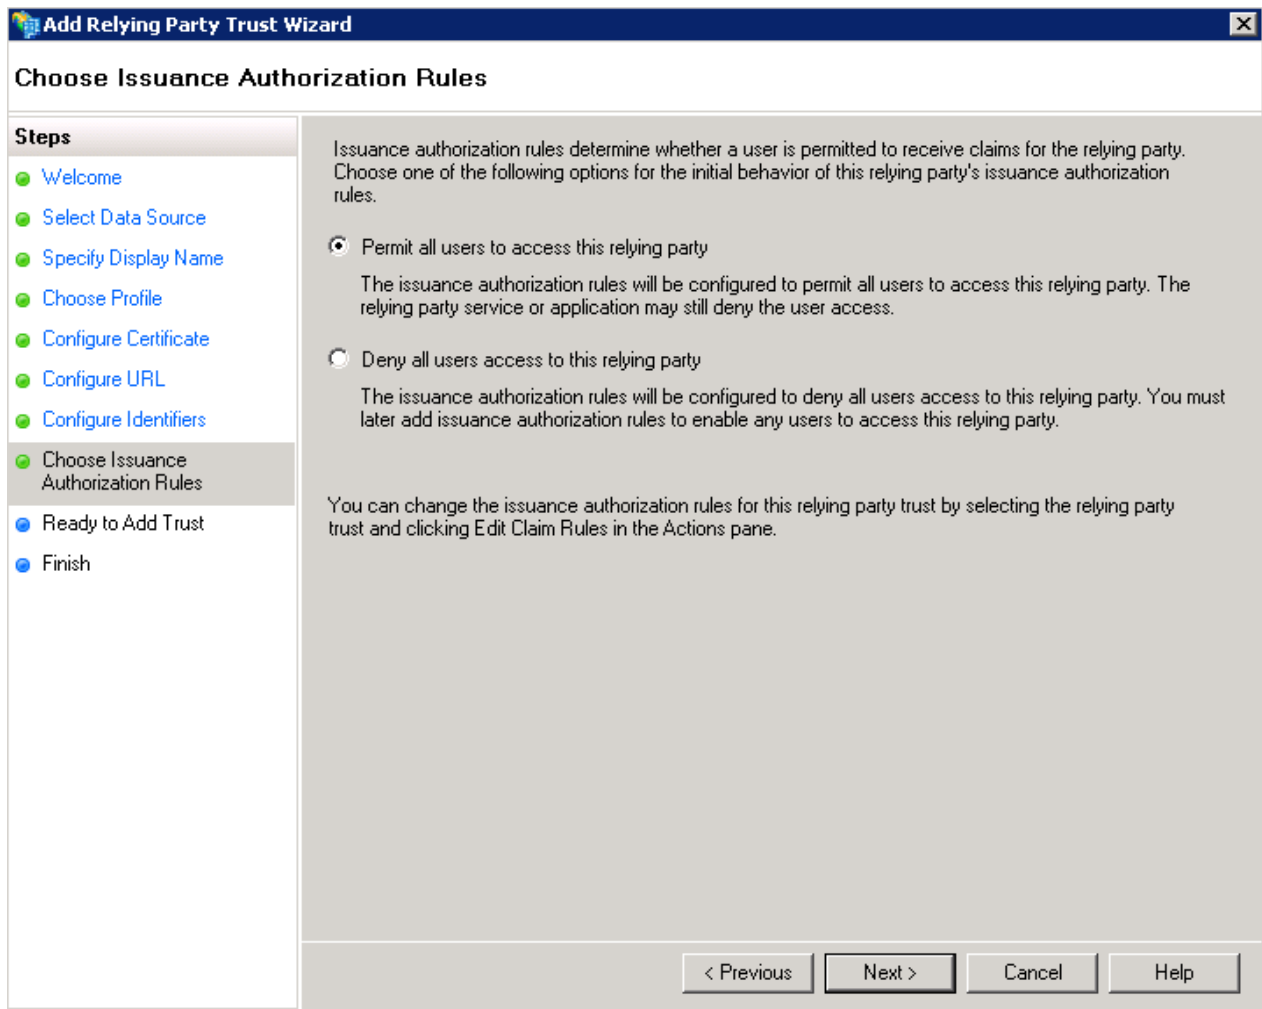 Add Relying Party Trust Wizard
Choose Issuance Authorization Rules
Steps
Welcome
Select Data Source
Specify Display Name
Choose Profile
Configure Certificate
Configure URL
Configure Identifiers
Choose Issuance
Authorization Rules
Ready to Add Trust
Finish
Issuance authorization rules determine whether a user is permitted to receive claims for the relying party.
Choose one of the following options for the initial behavior of this relying party's issuance authorization
rules.
Permit all users to access this relying party
The issuance authorization rules will be configured to permit all users to access this relying party. The
relying party service or application may still deny the user access.
Deny all users access to this relying party
The issuance authorization rules will be configured to deny all users access to this relying party. You must
later add issuance authorization rules to enable any users to access this relying party.
You can change the issuance authorization rules for this relying party trust by selecting the relying party
trust and clicking Edit Claim Rules in the Actions pane.
< Previous
Next >
Cancel
Help